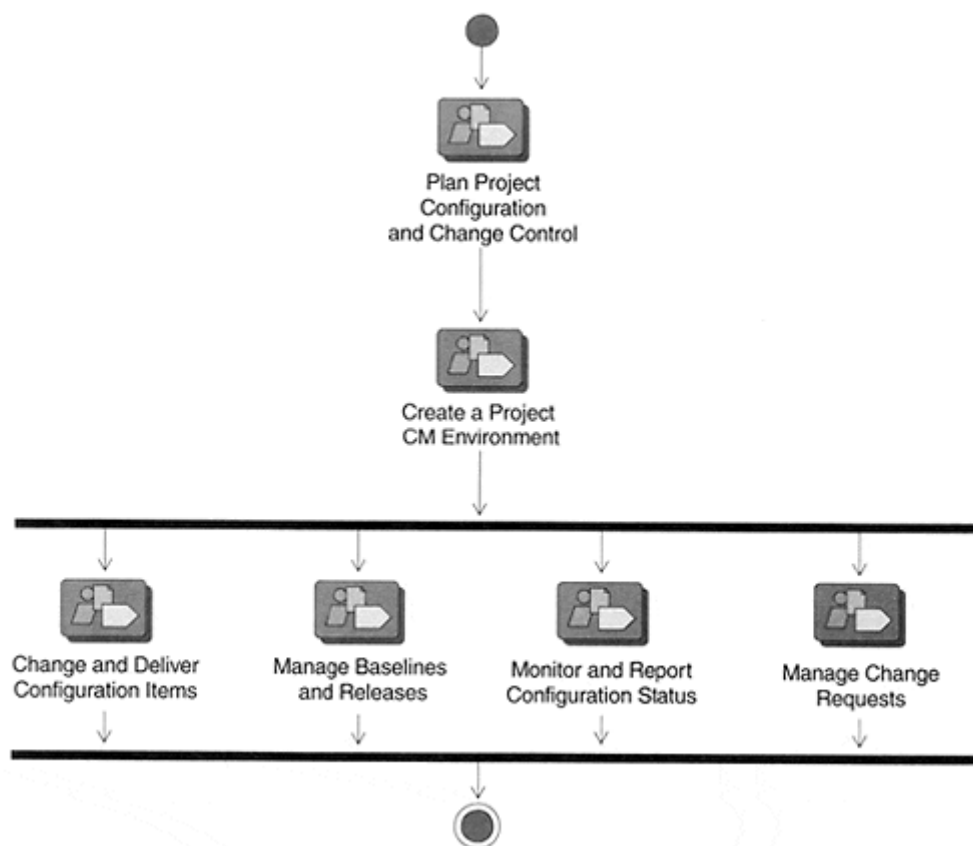 Plan Project
Configuration
and Change Control
Create a Project
CM Environment
Change and Deliver
Configuration Items
Manage Baselines
and Releases
Monitor and Report
Configuration Status
Manage Change
Requests